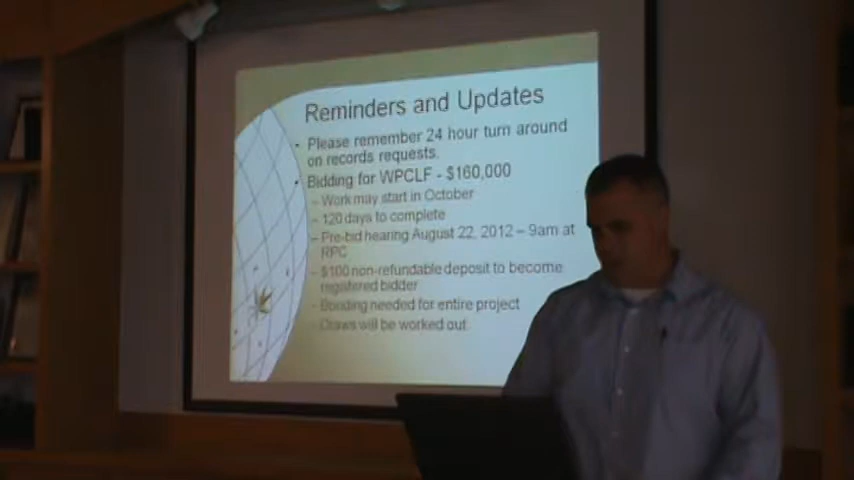 Reminders and Updates
• Please remember 24 hour turn around
on records requests.
• Bidding for WPCLF - $160,000
– Work may start in October
– 120 days to complete
– Pre-bid hearing August 22, 2012 – 9am at
RPC
– $100 non-refundable deposit to become
registered bidder
– Bonding needed for entire project
– Draws will be worked out